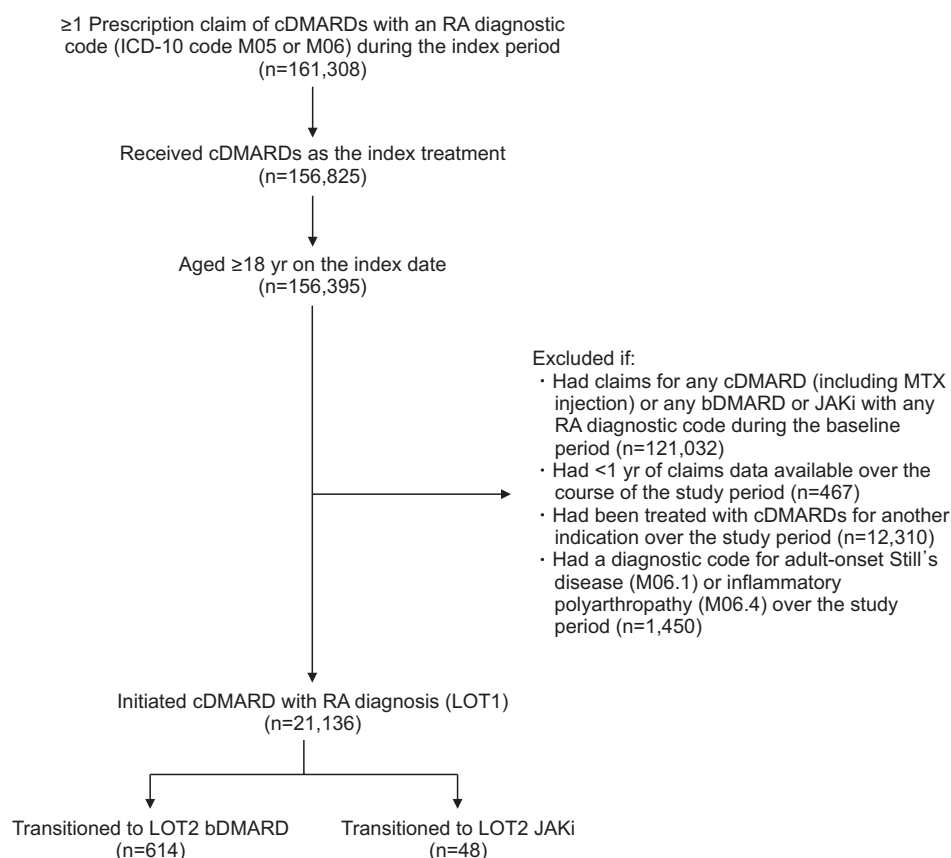 ≥1 Prescription claim of cDMARDs with an RA diagnostic
code (ICD-10 code M05 or M06) during the index period
(n=161,308)
Received cDMARDs as the index treatment
(n=156,825)
Aged ≥18 yr on the index date
(n=156,395)
Excluded if:
· Had claims for any cDMARD (including MTX
injection) or any bDMARD or JAKi with any
RA diagnostic code during the baseline
period (n=121,032)
· Had <1 yr of claims data available over the
course of the study period (n=467)
· Had been treated with cDMARDs for another
indication over the study period (n=12,310)
· Had a diagnostic code for adult-onset Still's
disease (M06.1) or inflammatory
polyarthropathy (M06.4) over the study
period (n=1,450)
Initiated cDMARD with RA diagnosis (LOT1)
(n=21,136)
Transitioned to LOT2 bDMARD
(n=614)
Transitioned to LOT2 JAKi
(n=48)